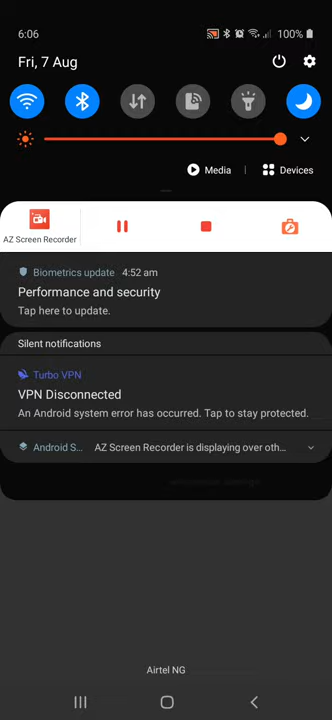 6:06
100%
Fri, 7 Aug
Media
Devices
AZ Screen Recorder
Biometrics update 4:52 am
Performance and security
Tap here to update.
Silent notifications
Turbo VPN
VPN Disconnected
An Android system error has occurred. Tap to stay protected.
Android S... AZ Screen Recorder is displaying over oth...
Airtel NG